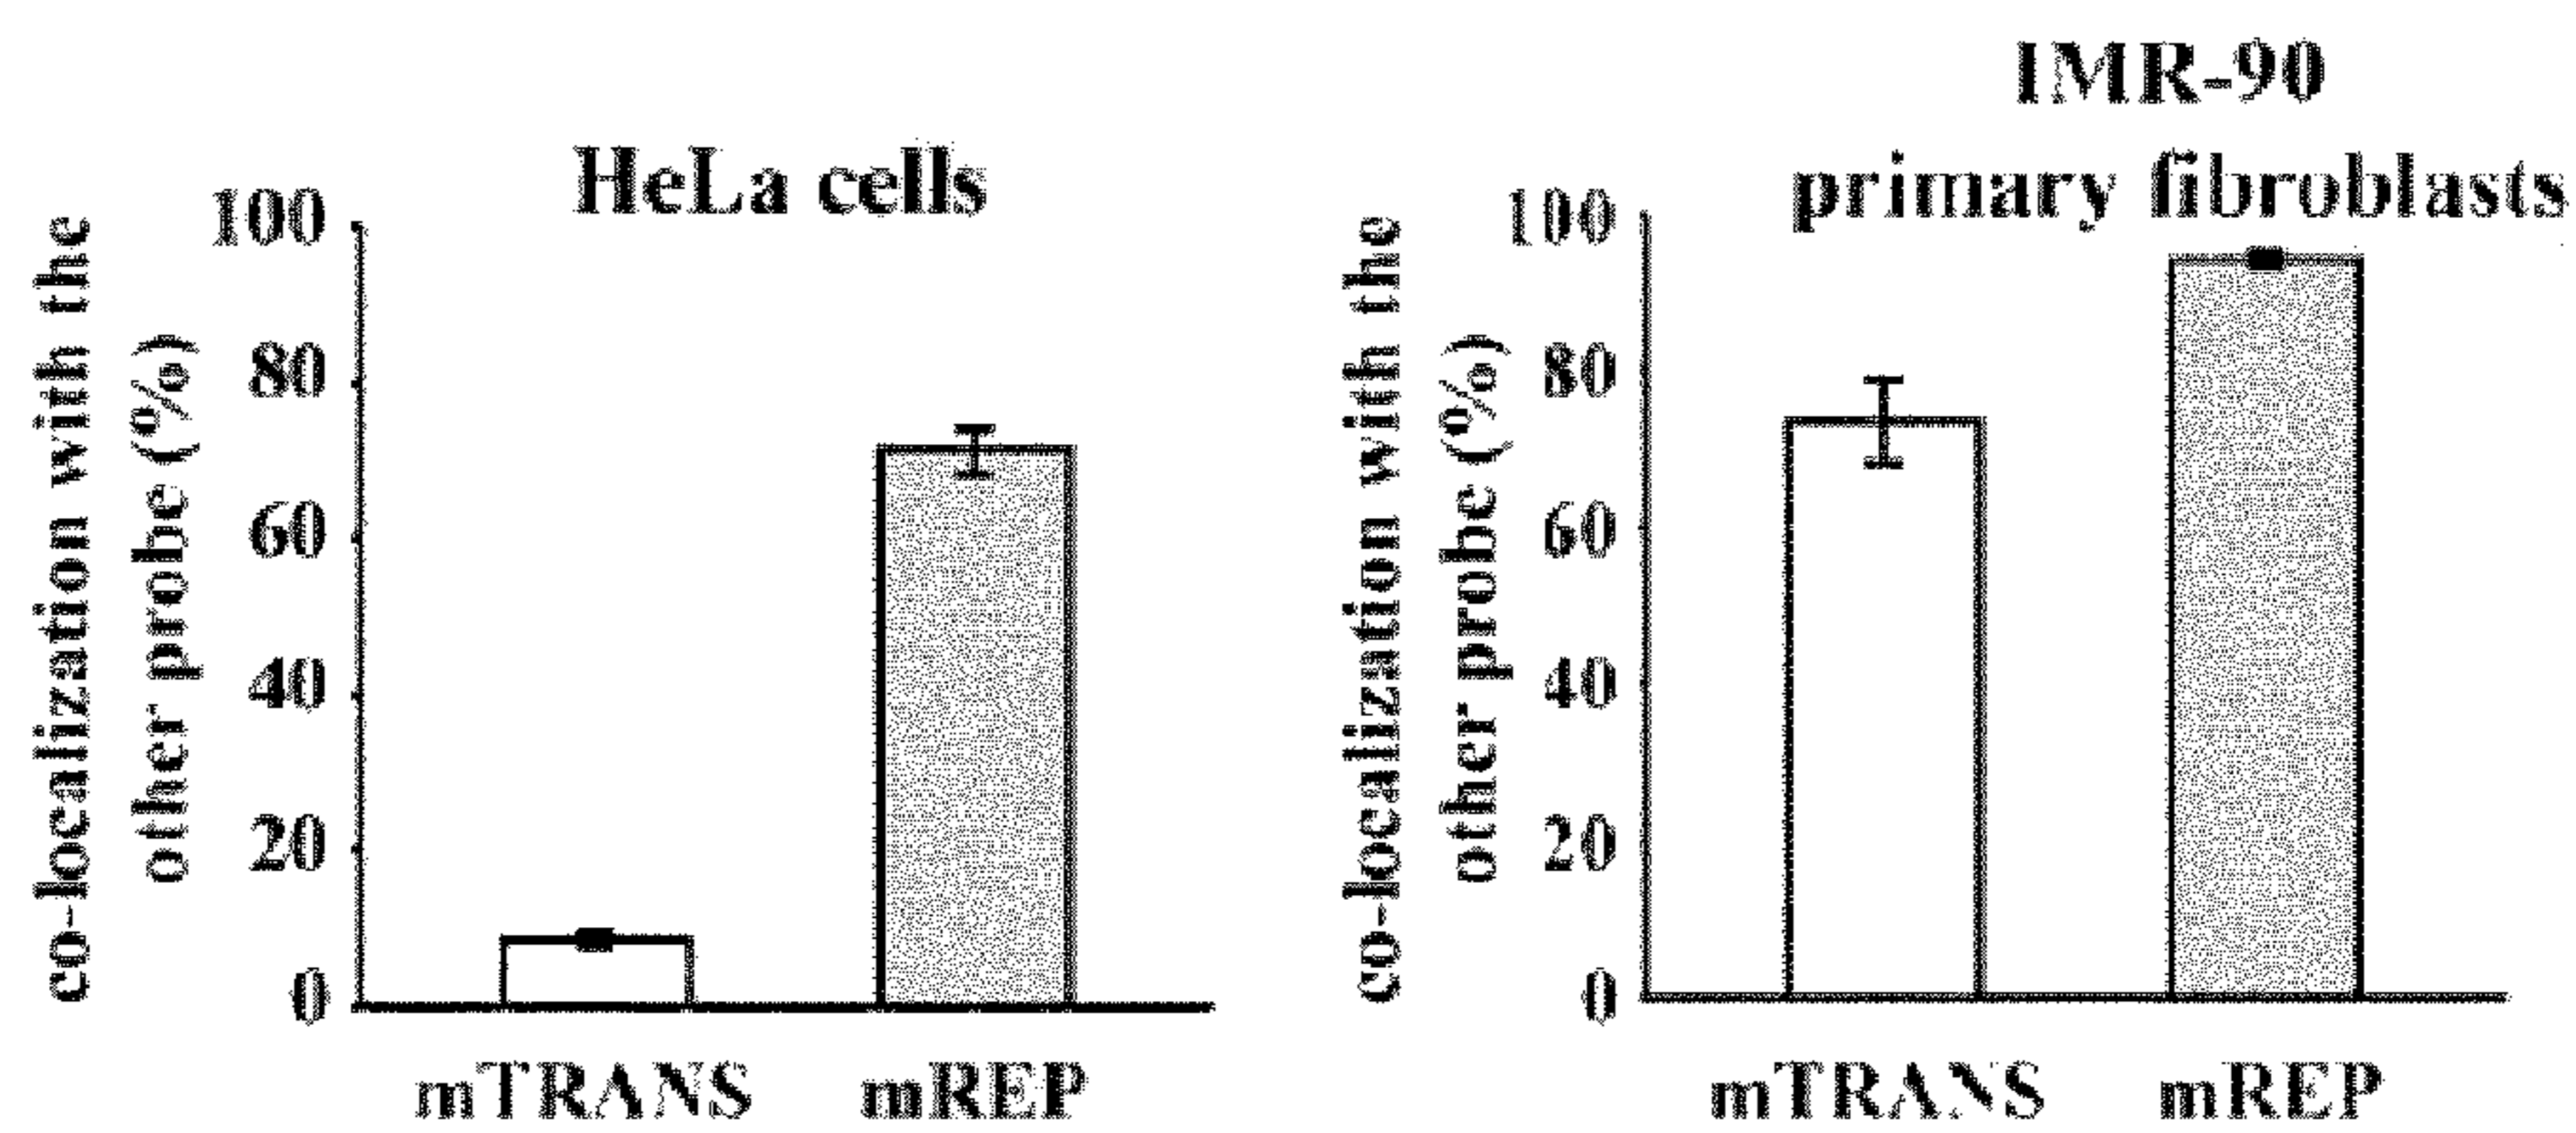 HeLa cells
co-localization with the
other probe (%)
100
80
60
40
20
0
mTRANS mREP
IMR-90
primary fibroblasts
co-localization with the
other probe (%)
100
80
60
40
20
0
mTRANS mREP